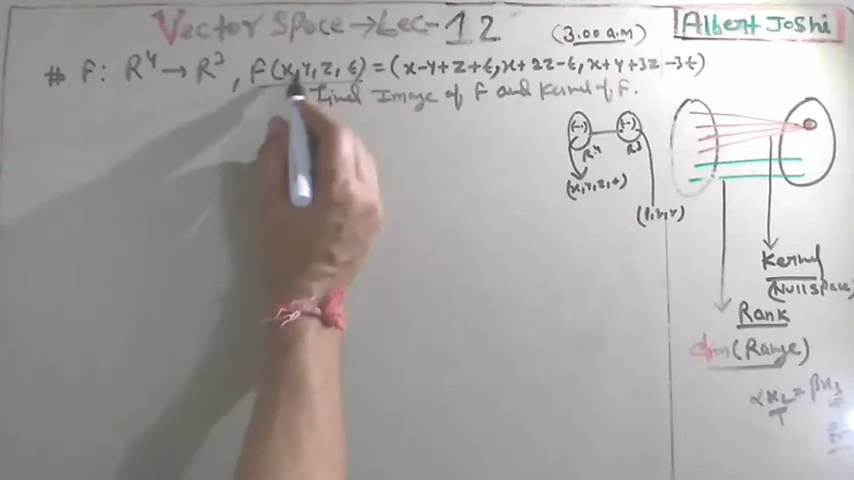 Vector Space → Lec-12
(3.00 a.m)
Albert Joshi
# F: R⁴ → R³, F(x, Y, Z, t) = (x-Y+Z+t, x+2Z-t, x+Y+3Z-3t)
Find Image of F and Kernel of F.
R⁴
R³
(x, Y, Z, t)
Kernel
(Null space)
Rank
dim(Range)